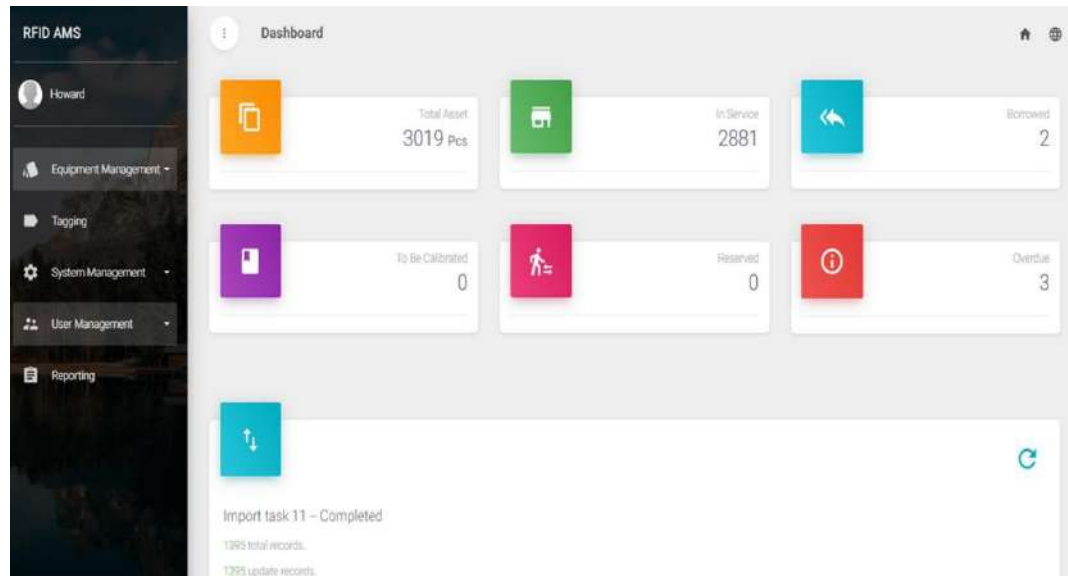 RFID AMS
Dashboard
Howard
Equipment Management
Tagging
System Management
User Management
Reporting
Total Asset
3019 Pcs
In Service
2881
Borrowed
2
To Be Calibrated
0
Reserved
0
Overdue
3
Import task 11 – Completed
1395 total records.
1395 update records.